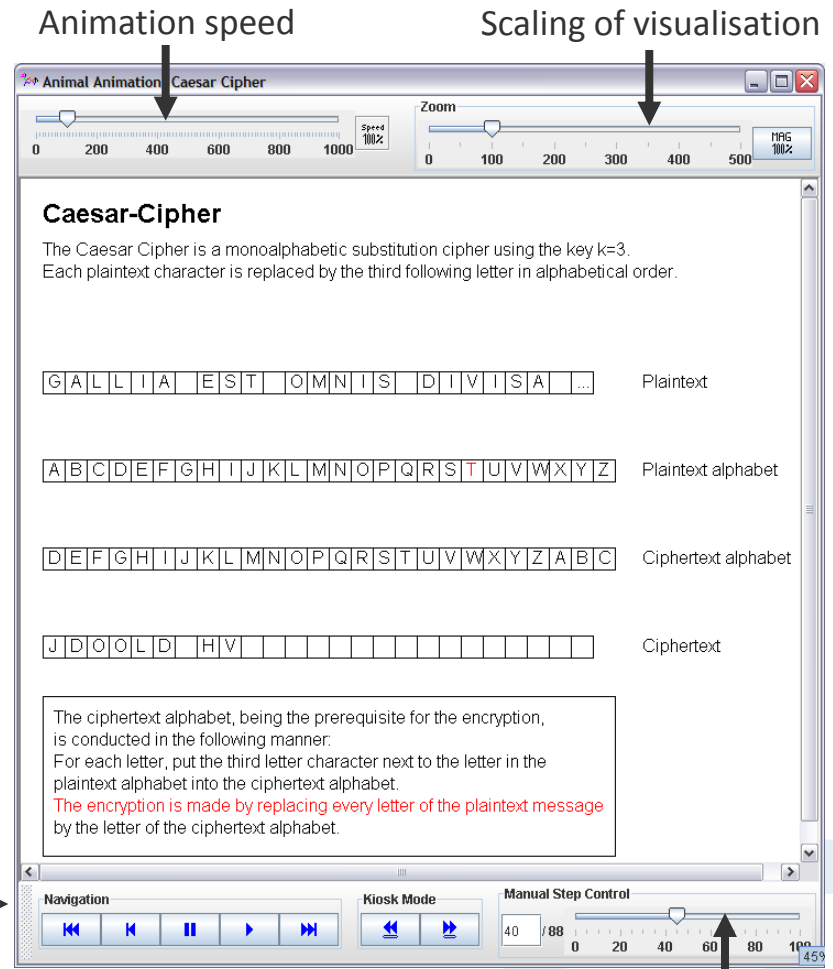 Animation speed
Scaling of visualisation
Animal Animation: Caesar Cipher
Zoom
Speed
100%
0 200 400 600 800 1000
MAG
100%
0 100 200 300 400 500
Caesar-Cipher
The Caesar Cipher is a monoalphabetic substitution cipher using the key k=3.
Each plaintext character is replaced by the third following letter in alphabetical order.
G A L L I A E S T O M N I S D I V I S A ... Plaintext
A B C D E F G H I J K L M N O P Q R S T U V W X Y Z Plaintext alphabet
D E F G H I J K L M N O P Q R S T U V W X Y Z A B C Ciphertext alphabet
J D O O L D H V Ciphertext
The ciphertext alphabet, being the prerequisite for the encryption,
is conducted in the following manner:
For each letter, put the third letter character next to the letter in the
plaintext alphabet into the ciphertext alphabet.
The encryption is made by replacing every letter of the plaintext message
by the letter of the ciphertext alphabet.
Navigation
Kiosk Mode
Manual Step Control
40 / 88
0 20 40 60 80 100
45%